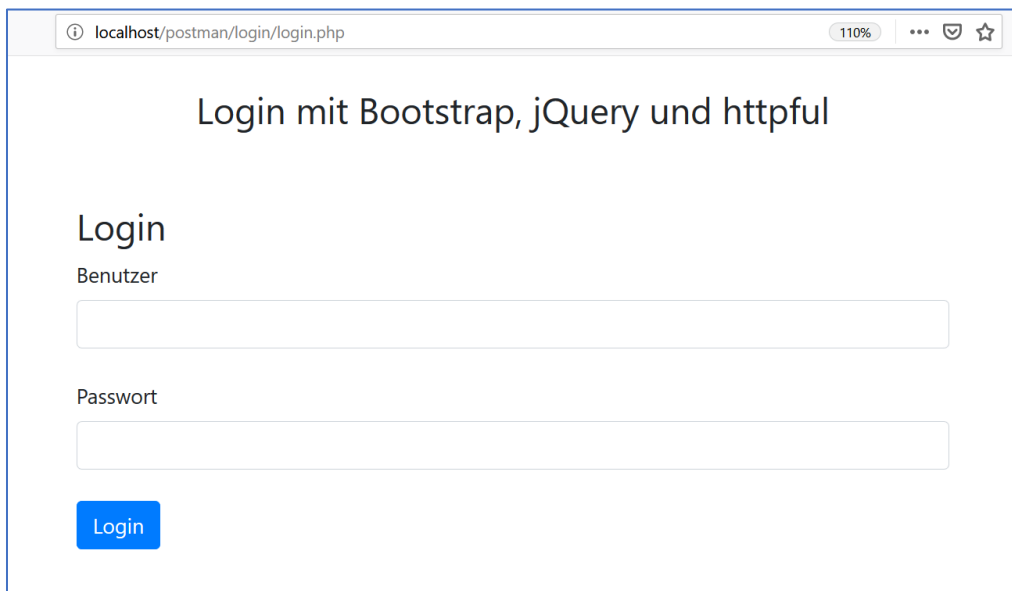 localhost/postman/login/login.php 110%
Login mit Bootstrap, jQuery und httpful
Login
Benutzer
Passwort
Login